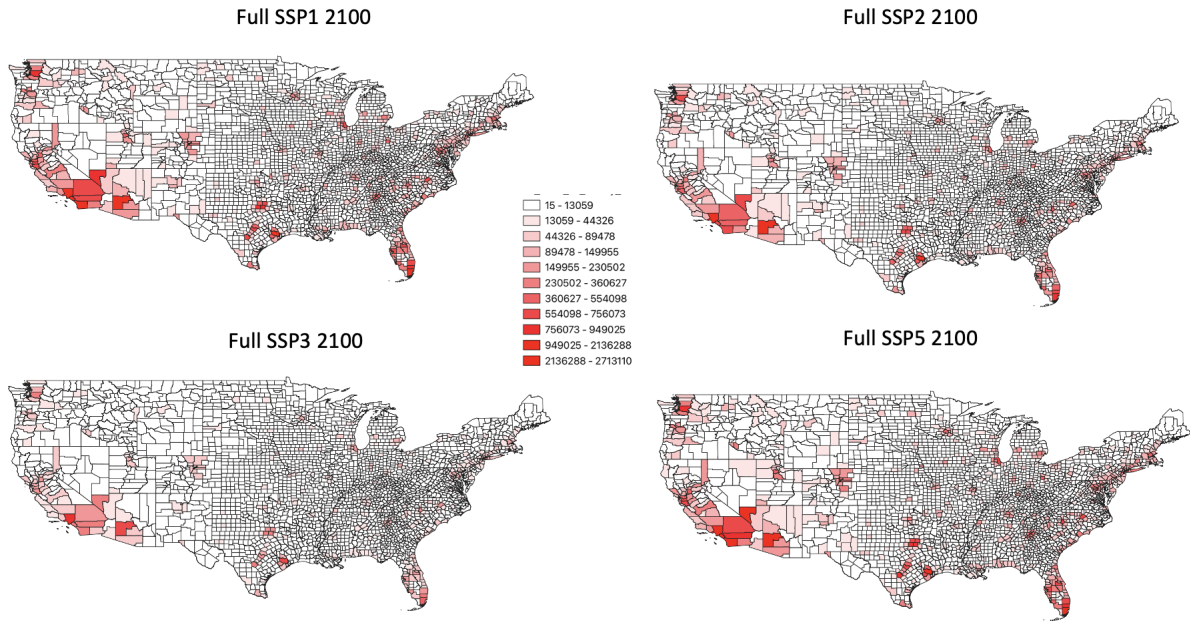 Full SSP1 2100
Full SSP2 2100
15 - 13059
13059 - 44326
44326 - 89478
89478 - 149955
149955 - 230502
230502 - 360627
360627 - 554098
554098 - 756073
756073 - 949025
949025 - 2136288
2136288 - 2713110
Full SSP3 2100
Full SSP5 2100